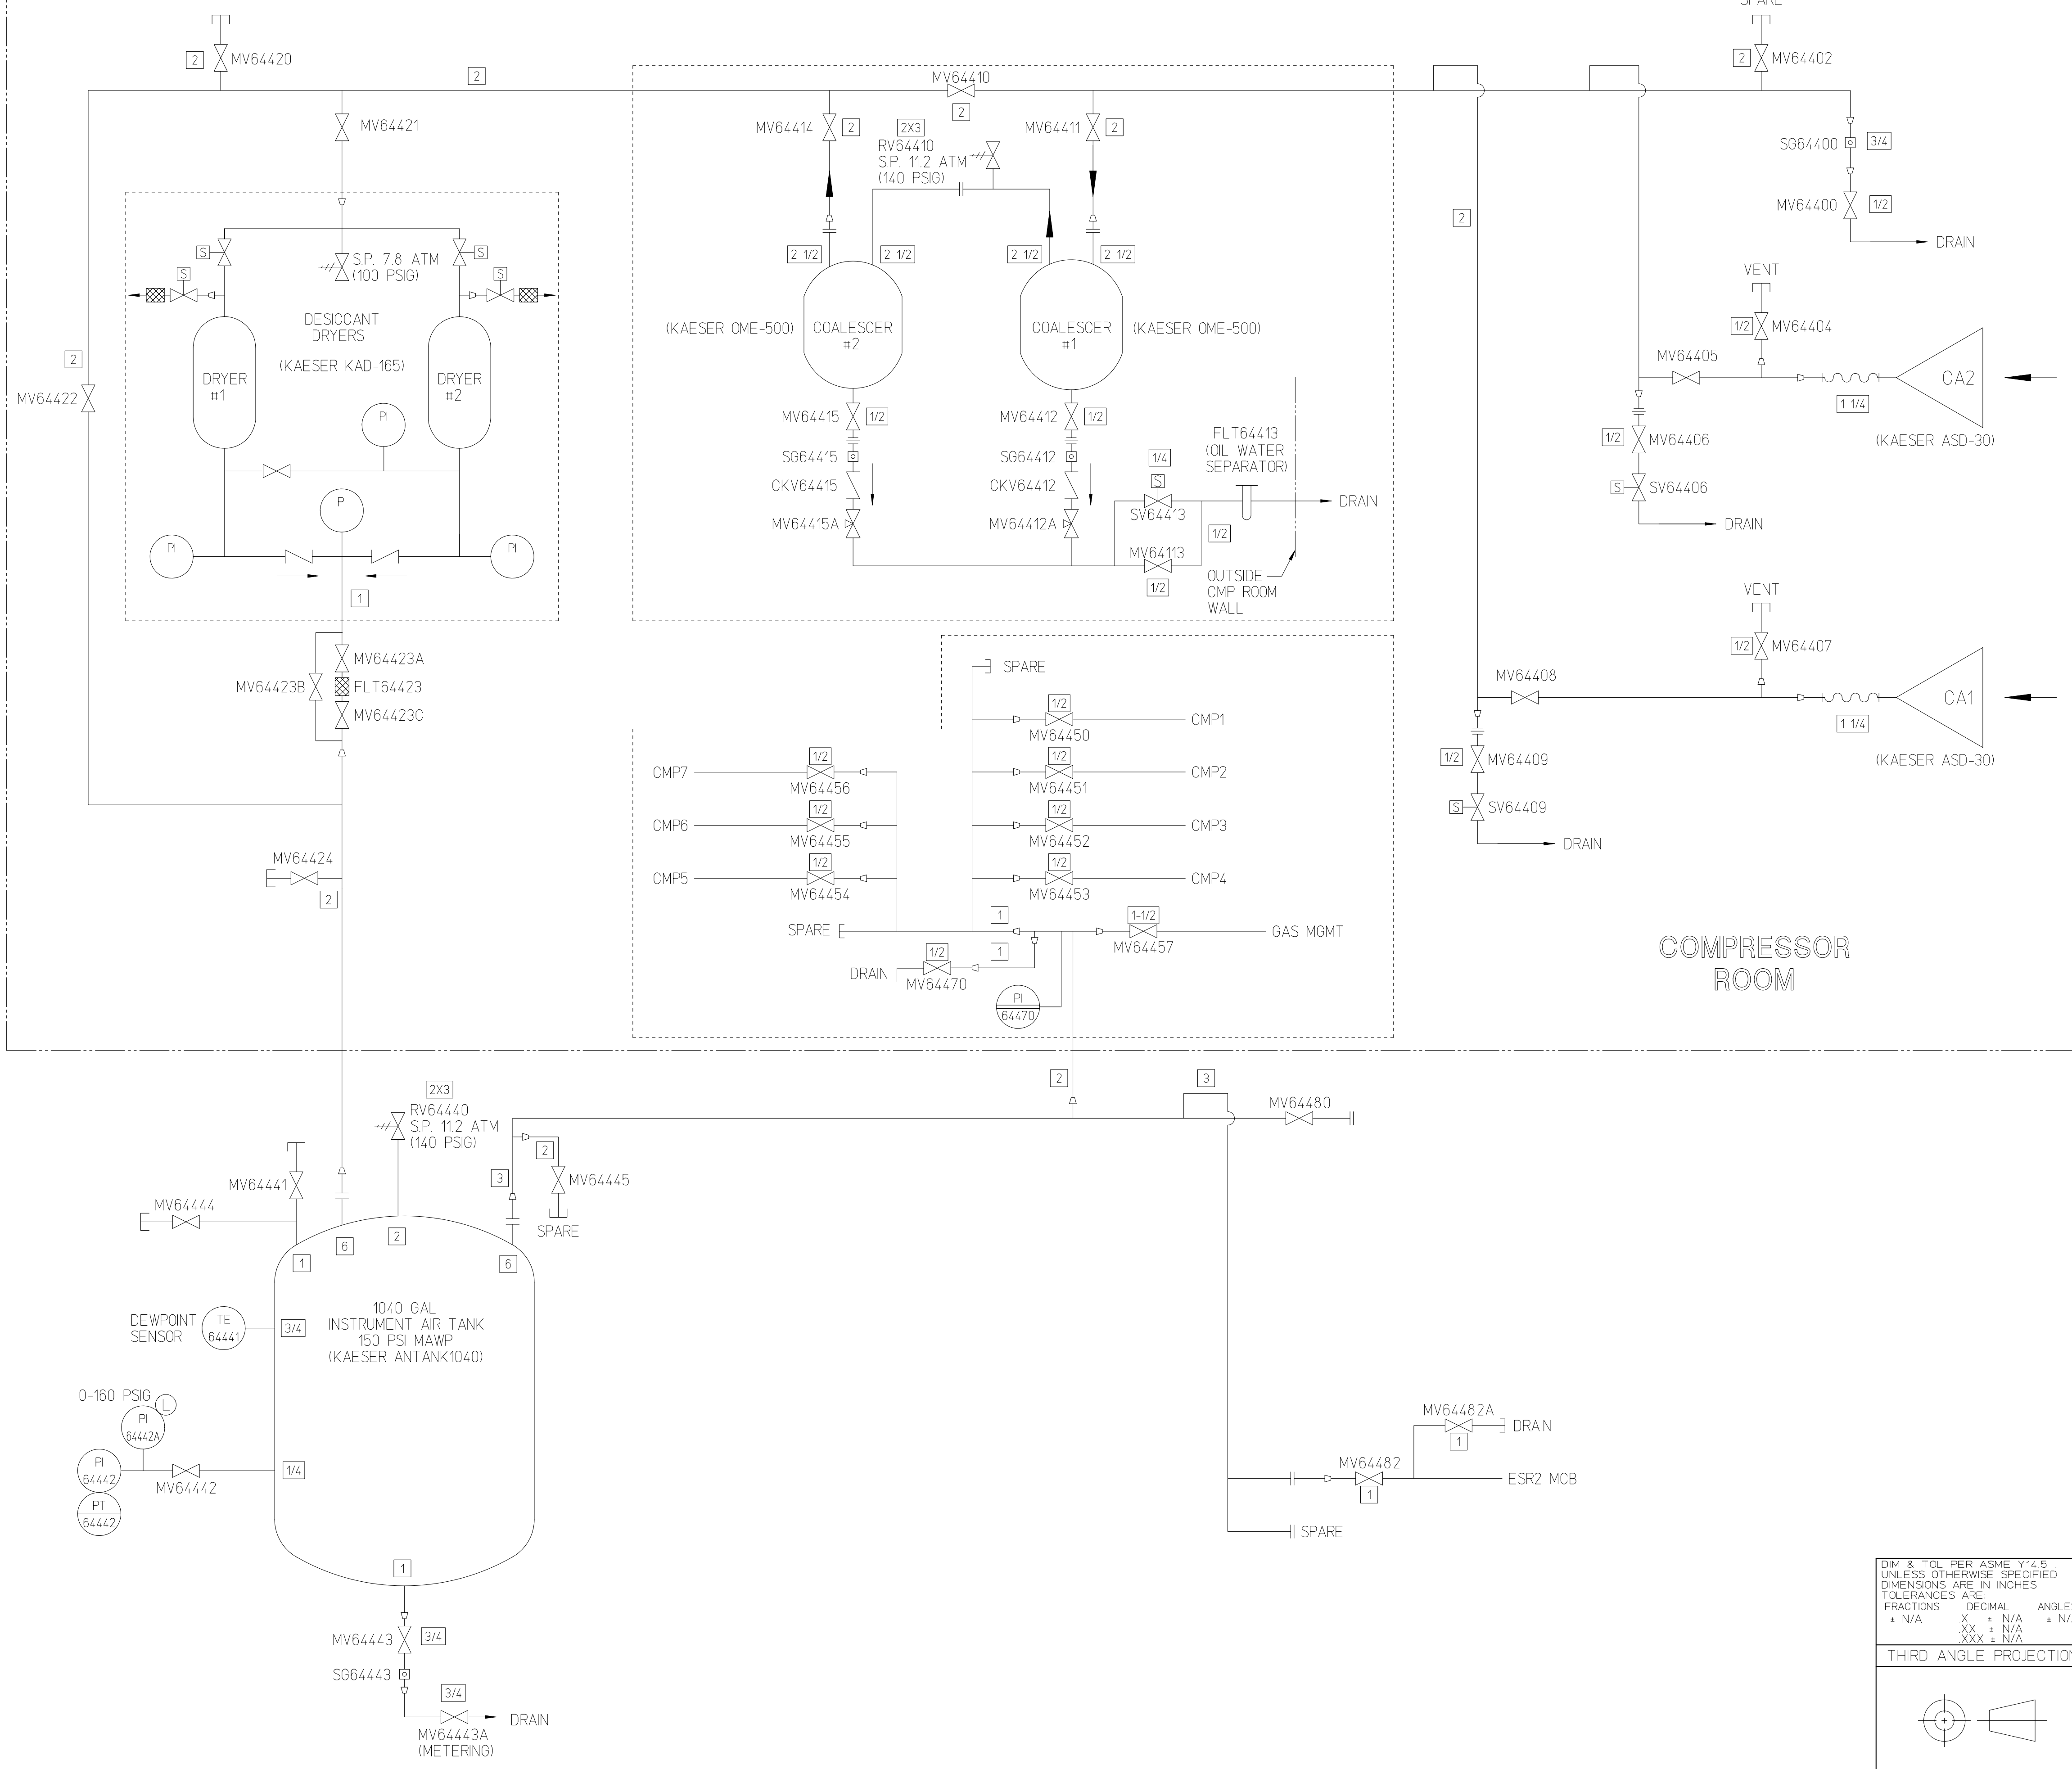 SPARE
2
MV64420
2
MV64410
2
2
MV64402
MV64421
MV64414
2
2X3
RV64410
S.P. 11.2 ATM
(140 PSIG)
MV64411
2
SG64400
3/4
MV64400
1/2
DRAIN
2
S
S
S.P. 7.8 ATM
(100 PSIG)
S
S
2 1/2
2 1/2
2 1/2
2 1/2
DESICCANT
DRYERS
(KAESER KAD-165)
DRYER
#1
DRYER
#2
PI
PI
PI
PI
1
2
MV64422
(KAESER OME-500)
COALESCER
#2
COALESCER
#1
(KAESER OME-500)
MV64415
1/2
SG64415
CKV64415
MV64415A
MV64412
1/2
SG64412
CKV64412
MV64412A
1/4
S
SV64413
MV64113
1/2
1/2
FLT64413
(OIL WATER
SEPARATOR)
DRAIN
OUTSIDE
CMP ROOM
WALL
VENT
1/2
MV64404
MV64405
1 1/4
CA2
(KAESER ASD-30)
1/2
MV64406
S
SV64406
DRAIN
VENT
1/2
MV64407
MV64408
1 1/4
CA1
(KAESER ASD-30)
1/2
MV64409
S
SV64409
DRAIN
MV64423A
MV64423B
FLT64423
MV64423C
MV64424
2
SPARE
1/2
MV64450
CMP1
1/2
MV64451
CMP2
1/2
MV64452
CMP3
1/2
MV64453
CMP4
CMP7
1/2
MV64456
CMP6
1/2
MV64455
CMP5
1/2
MV64454
SPARE
1
1
1-1/2
MV64457
GAS MGMT
DRAIN
1/2
MV64470
PI
64470
COMPRESSOR
ROOM
2
3
MV64480
2X3
RV64440
S.P. 11.2 ATM
(140 PSIG)
2
3
MV64445
SPARE
MV64441
MV64444
1
6
2
6
1040 GAL
INSTRUMENT AIR TANK
150 PSI MAWP
(KAESER ANTANK1040)
DEWPOINT
SENSOR
TE
64441
3/4
0-160 PSIG
L
PI
64442A
PI
64442
PT
64442
MV64442
1/4
1
MV64443
3/4
SG64443
3/4
MV64443A
(METERING)
DRAIN
MV64482A
1
DRAIN
MV64482
1
ESR2 MCB
SPARE
DIM & TOL PER ASME Y14.5 .
UNLESS OTHERWISE SPECIFIED
DIMENSIONS ARE IN INCHES
TOLERANCES ARE:
FRACTIONS DECIMAL ANGLES
± N/A .X ± N/A ± N/A
.XX ± N/A
.XXX ± N/A
THIRD ANGLE PROJECTION